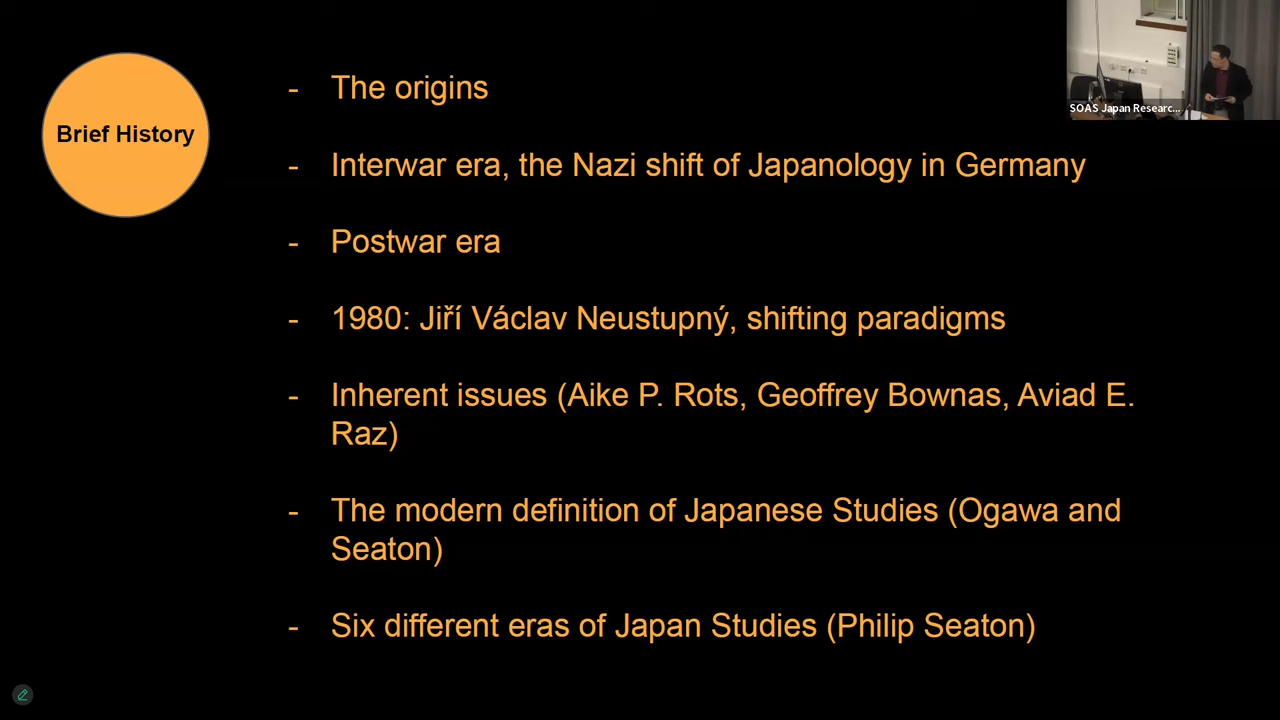 Brief History
- The origins
- Interwar era, the Nazi shift of Japanology in Germany
- Postwar era
- 1980: Jiří Václav Neustupný, shifting paradigms
- Inherent issues (Aike P. Rots, Geoffrey Bownas, Aviad E.
Raz)
- The modern definition of Japanese Studies (Ogawa and
Seaton)
- Six different eras of Japan Studies (Philip Seaton)
SOAS Japan Researc...